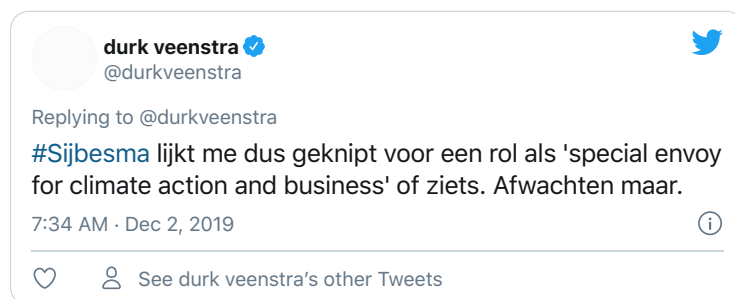 durk veenstra
@durkveenstra
Replying to @durkveenstra
#Sijbesma lijkt me dus geknipt voor een rol als 'special envoy
for climate action and business' of ziets. Afwachten maar.
7:34 AM · Dec 2, 2019
See durk veenstra's other Tweets